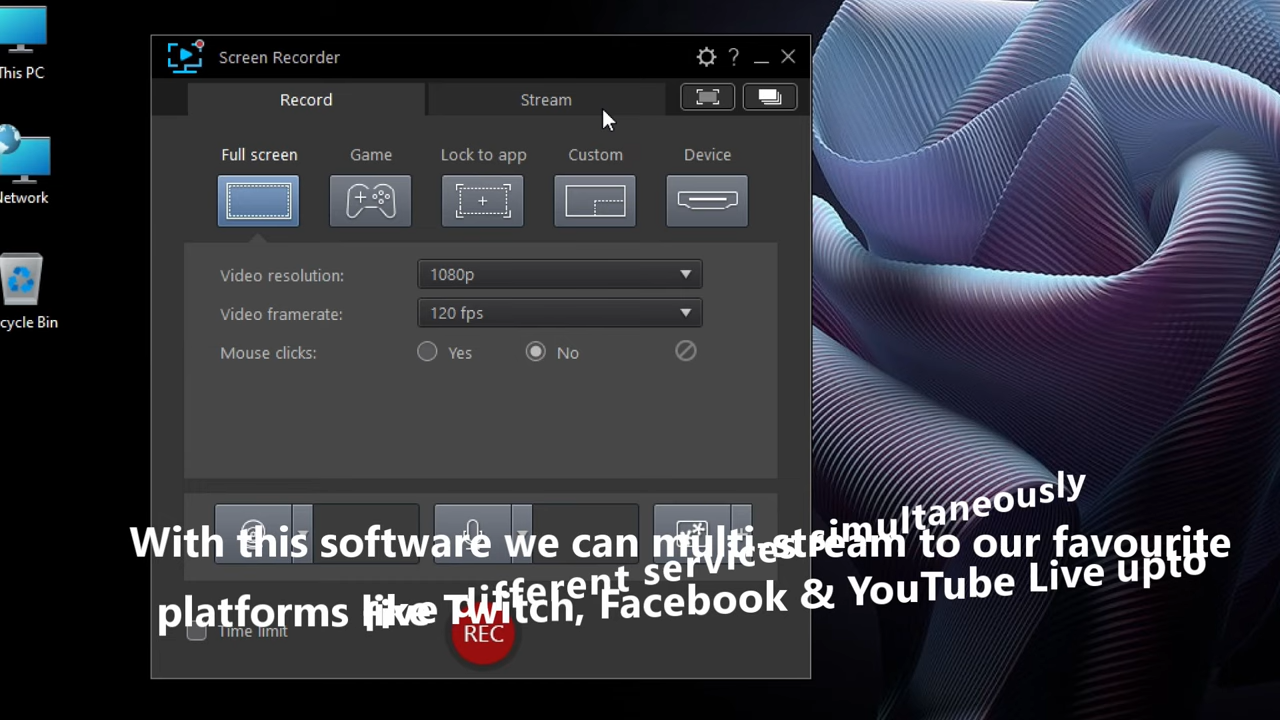 This PC
Network
cycle Bin
Screen Recorder
?
Record
Stream
Full screen
Game
Lock to app
Custom
Device
Video resolution:
1080p
Video framerate:
120 fps
Mouse clicks:
Yes
No
With this software we can multi-stream to our favourite
platforms like Twitch, Facebook & YouTube Live upto
five different services simultaneously
Time limit
REC